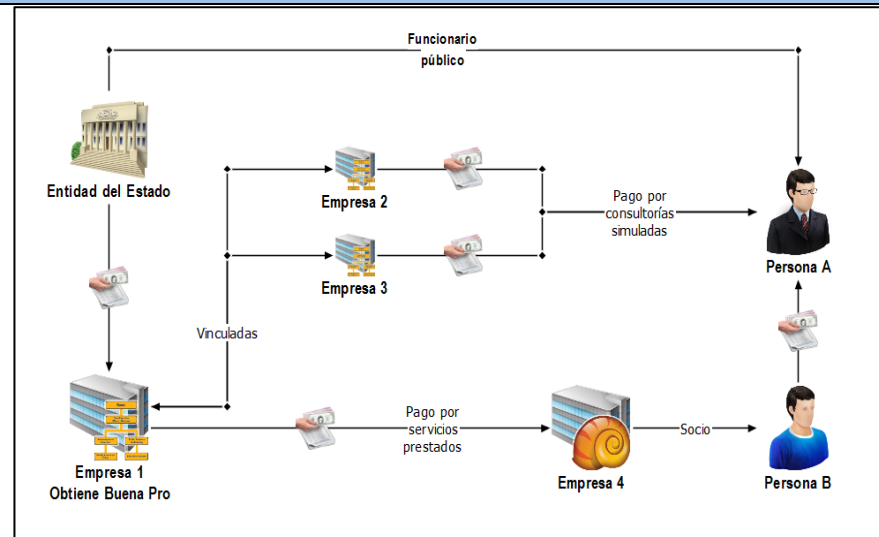 Funcionario
público
Entidad del Estado
Empresa 2
Pago por
consultorías
simuladas
Empresa 3
Persona A
Vinculadas
Pago por
servicios
prestados
Socio
Empresa 1
Obtiene Buena Pro
Empresa 4
Persona B